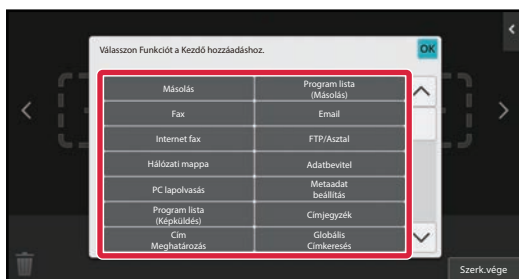 Válasszon Funkciót a Kezdő hozzáadáshoz.
OK
Másolás
Program lista
(Másolás)
Fax
Email
Internet fax
FTP/Asztal
Hálózati mappa
Adatbevitel
PC lapolvasás
Metaadat
beállítás
Program lista
(Képküldés)
Címjegyzék
Cím
Meghatározás
Globális
Címkeresés
Szerk.vége